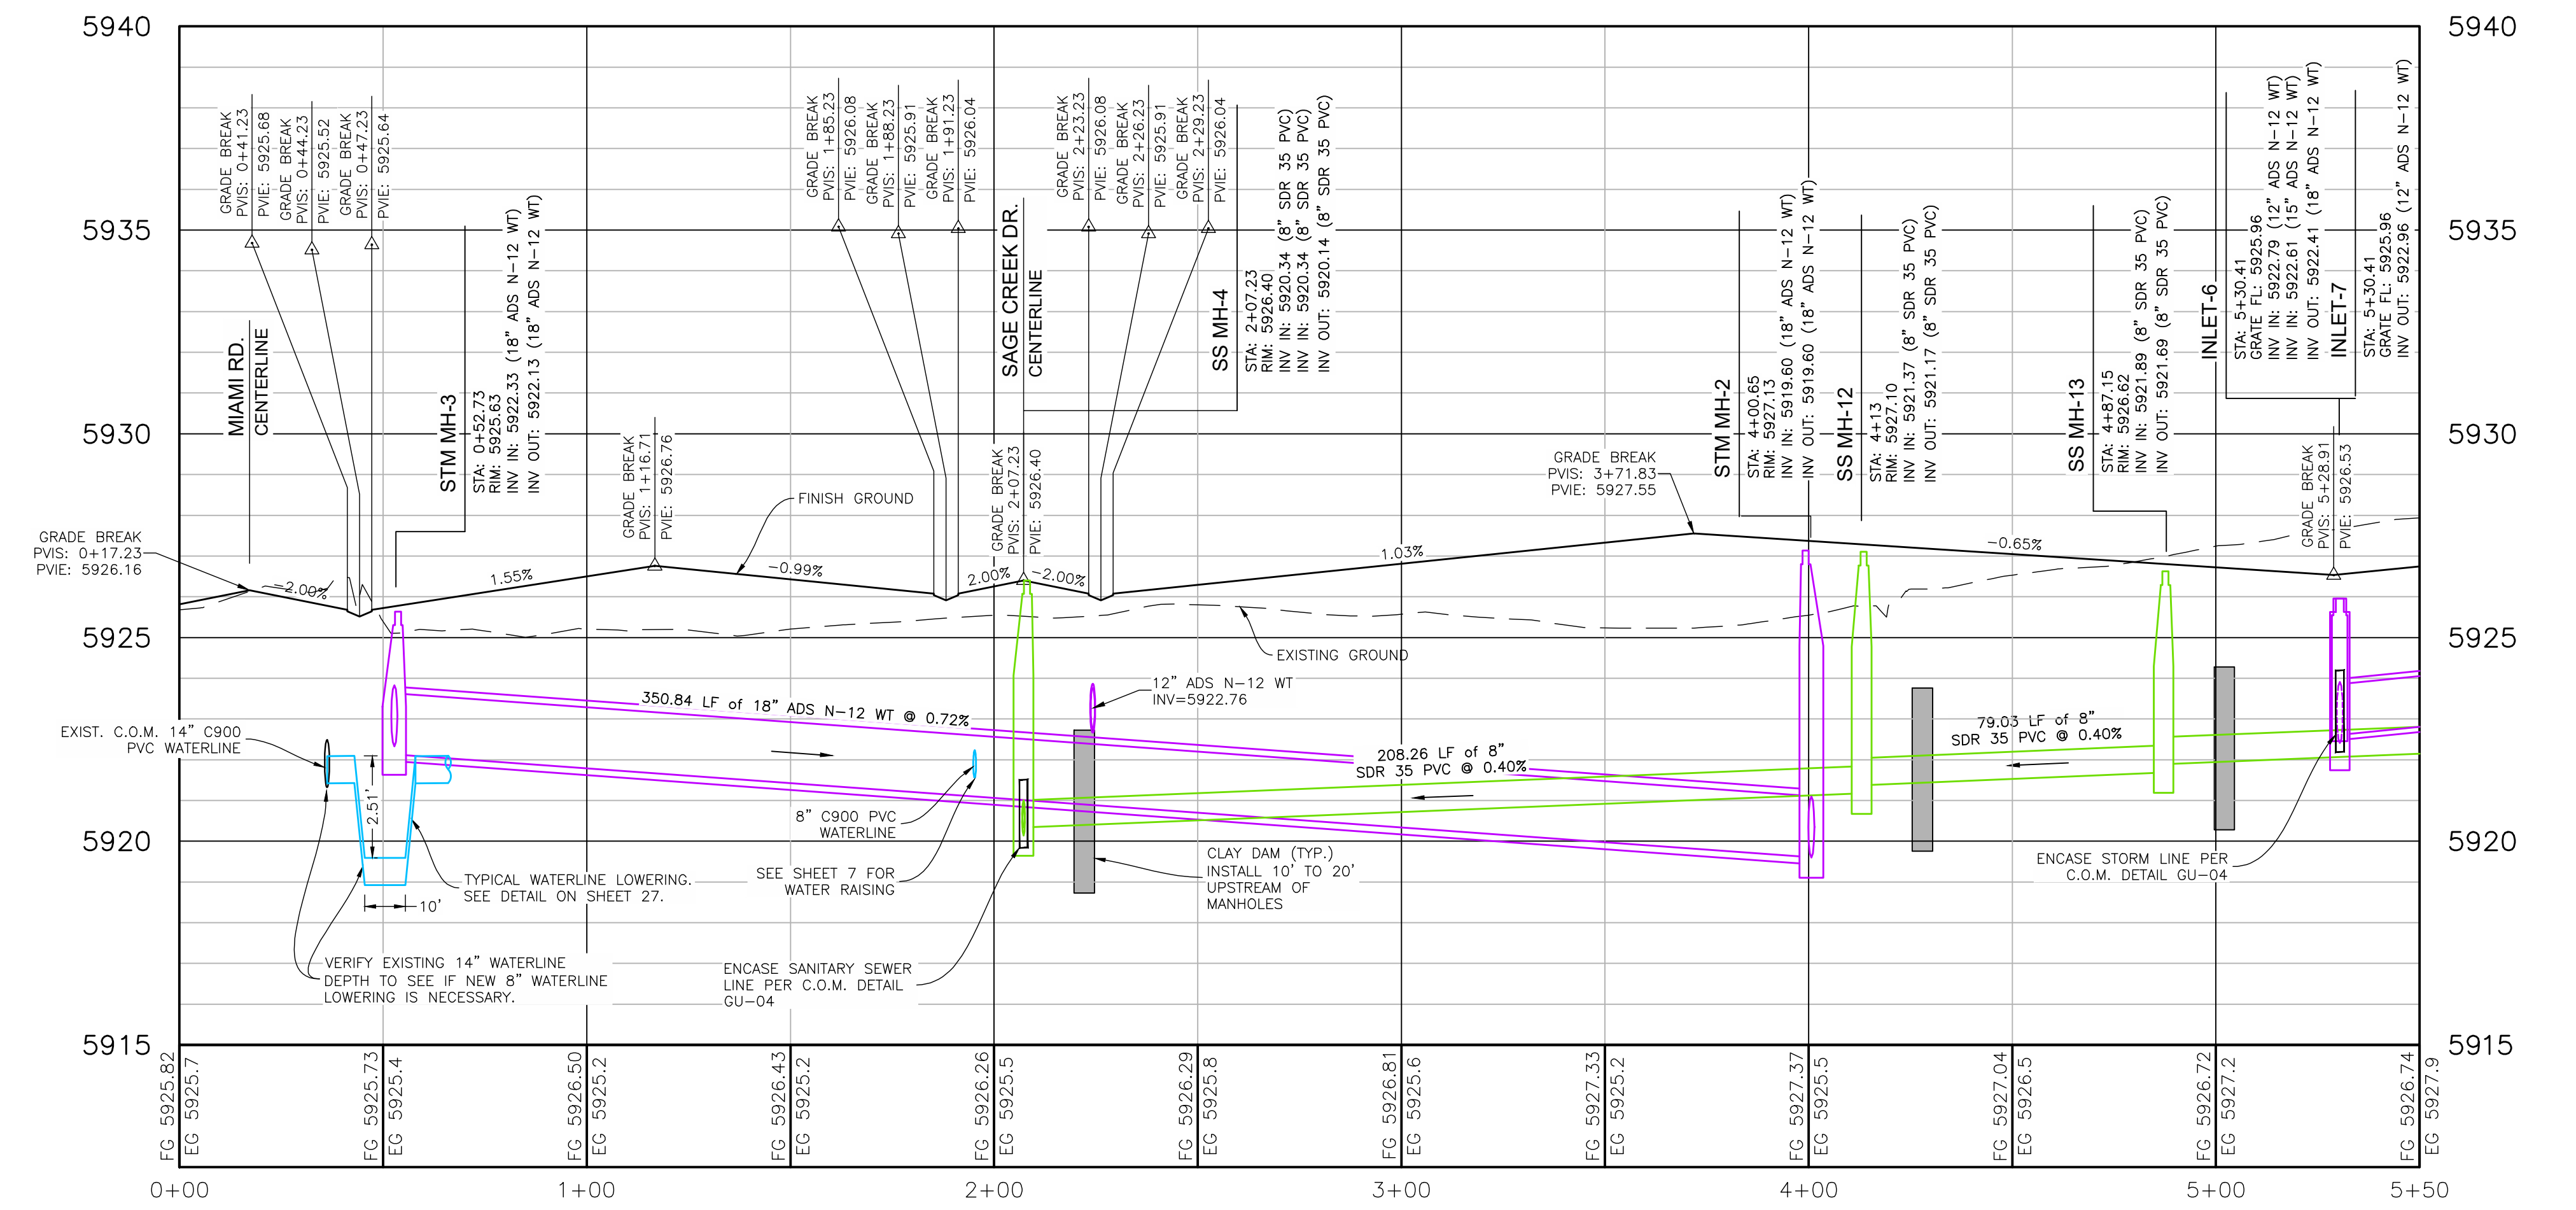 5940
5935
5930
5925
5920
5915
5940
5935
5930
5925
5920
5915
GRADE BREAK
PVIS: 0+41.23
PVIE: 5925.68
GRADE BREAK
PVIS: 0+44.23
PVIE: 5925.52
GRADE BREAK
PVIS: 0+47.23
PVIE: 5925.64
MIAMI RD.
CENTERLINE
STM MH-3
STA: 0+52.73
RIM: 5925.63
INV IN: 5922.33 (18" ADS N-12 WT)
INV OUT: 5922.13 (18" ADS N-12 WT)
GRADE BREAK
PVIS: 1+16.71
PVIE: 5926.76
GRADE BREAK
PVIS: 1+85.23
PVIE: 5926.08
GRADE BREAK
PVIS: 1+88.23
PVIE: 5925.91
GRADE BREAK
PVIS: 1+91.23
PVIE: 5926.04
SAGE CREEK DR.
CENTERLINE
GRADE BREAK
PVIS: 2+07.23
PVIE: 5926.40
GRADE BREAK
PVIS: 2+23.23
PVIE: 5926.08
GRADE BREAK
PVIS: 2+26.23
PVIE: 5925.91
GRADE BREAK
PVIS: 2+29.23
PVIE: 5926.04
SS MH-4
STA: 2+07.23
RIM: 5926.40
INV IN: 5920.34 (8" SDR 35 PVC)
INV IN: 5920.34 (8" SDR 35 PVC)
INV OUT: 5920.14 (8" SDR 35 PVC)
GRADE BREAK
PVIS: 3+71.83
PVIE: 5927.55
STM MH-2
STA: 4+00.65
RIM: 5927.13
INV IN: 5919.60 (18" ADS N-12 WT)
INV OUT: 5919.60 (18" ADS N-12 WT)
SS MH-12
STA: 4+13
RIM: 5927.10
INV IN: 5921.37 (8" SDR 35 PVC)
INV OUT: 5921.17 (8" SDR 35 PVC)
SS MH-13
STA: 4+87.15
RIM: 5926.62
INV IN: 5921.89 (8" SDR 35 PVC)
INV OUT: 5921.69 (8" SDR 35 PVC)
INLET-6
STA: 5+30.41
GRATE FL: 5925.96
INV IN: 5922.79 (12" ADS N-12 WT)
INV IN: 5922.61 (15" ADS N-12 WT)
INV OUT: 5922.41 (18" ADS N-12 WT)
INLET-7
STA: 5+30.41
GRATE FL: 5925.96
INV OUT: 5922.96 (12" ADS N-12 WT)
GRADE BREAK
PVIS: 5+28.91
PVIE: 5926.53
GRADE BREAK
PVIS: 0+17.23
PVIE: 5926.16
-2.00%
1.55%
FINISH GROUND
-0.99%
2.00%
-2.00%
1.03%
-0.65%
EXISTING GROUND
EXIST. C.O.M. 14" C900
PVC WATERLINE
2.51'
10'
350.84 LF of 18" ADS N-12 WT @ 0.72%
12" ADS N-12 WT
INV=5922.76
208.26 LF of 8"
SDR 35 PVC @ 0.40%
79.03 LF of 8"
SDR 35 PVC @ 0.40%
8" C900 PVC
WATERLINE
SEE SHEET 7 FOR
WATER RAISING
TYPICAL WATERLINE LOWERING.
SEE DETAIL ON SHEET 27.
CLAY DAM (TYP.)
INSTALL 10' TO 20'
UPSTREAM OF
MANHOLES
ENCASE STORM LINE PER
C.O.M. DETAIL GU-04
VERIFY EXISTING 14" WATERLINE
DEPTH TO SEE IF NEW 8" WATERLINE
LOWERING IS NECESSARY.
ENCASE SANITARY SEWER
LINE PER C.O.M. DETAIL
GU-04
FG 5925.82
EG 5925.7
FG 5925.73
EG 5925.4
FG 5926.50
EG 5925.2
FG 5926.43
EG 5925.2
FG 5926.26
EG 5925.5
FG 5926.29
EG 5925.8
FG 5926.81
EG 5925.6
FG 5927.33
EG 5925.2
FG 5927.37
EG 5925.5
FG 5927.04
EG 5926.5
FG 5926.72
EG 5927.2
FG 5926.74
EG 5927.9
0+00
1+00
2+00
3+00
4+00
5+00
5+50